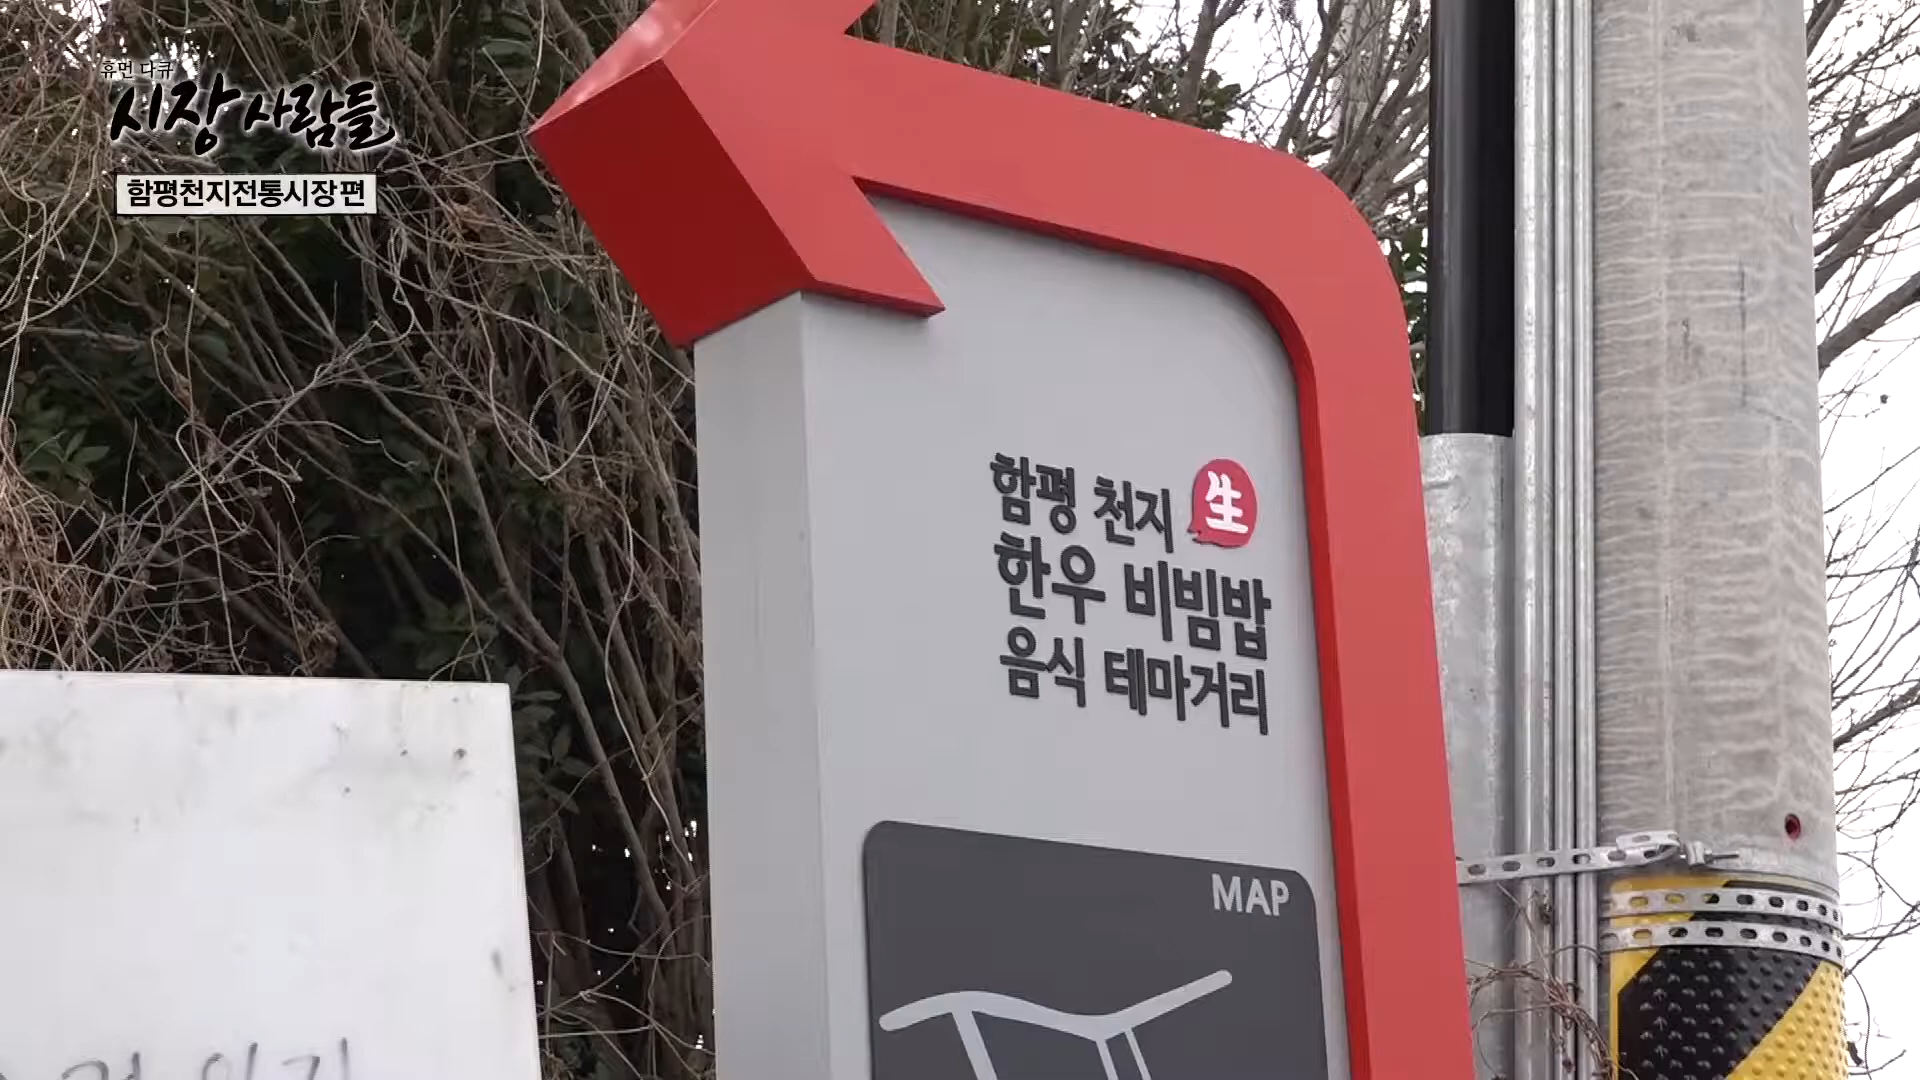 휴먼 다큐
시장 사람들
함평천지전통시장 편
함평 천지 生
한우 비빔밥
음식 테마거리
MAP